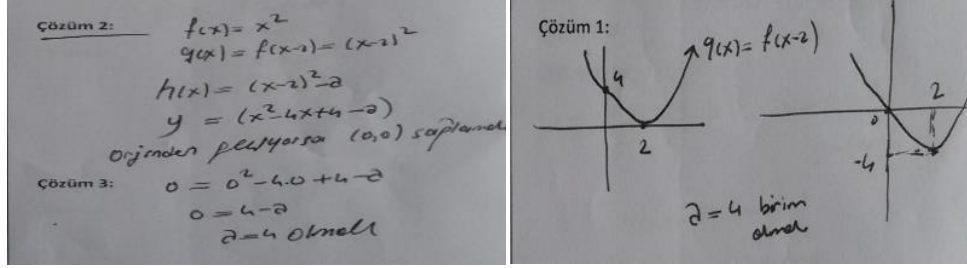 Çözüm 2:
f(x) = x²
g(x) = f(x-2) = (x-2)²
h(x) = (x-2)² - a
y = (x² - 4x + 4 - a)
orjinden geçiyorsa (0,0) sağlamalı
Çözüm 3:
0 = 0² - 4.0 + 4 - a
0 = 4 - a
a = 4 olmalı
Çözüm 1:
g(x) = f(x-2)
4
2
2
0
-4
a = 4 birim
olmalı